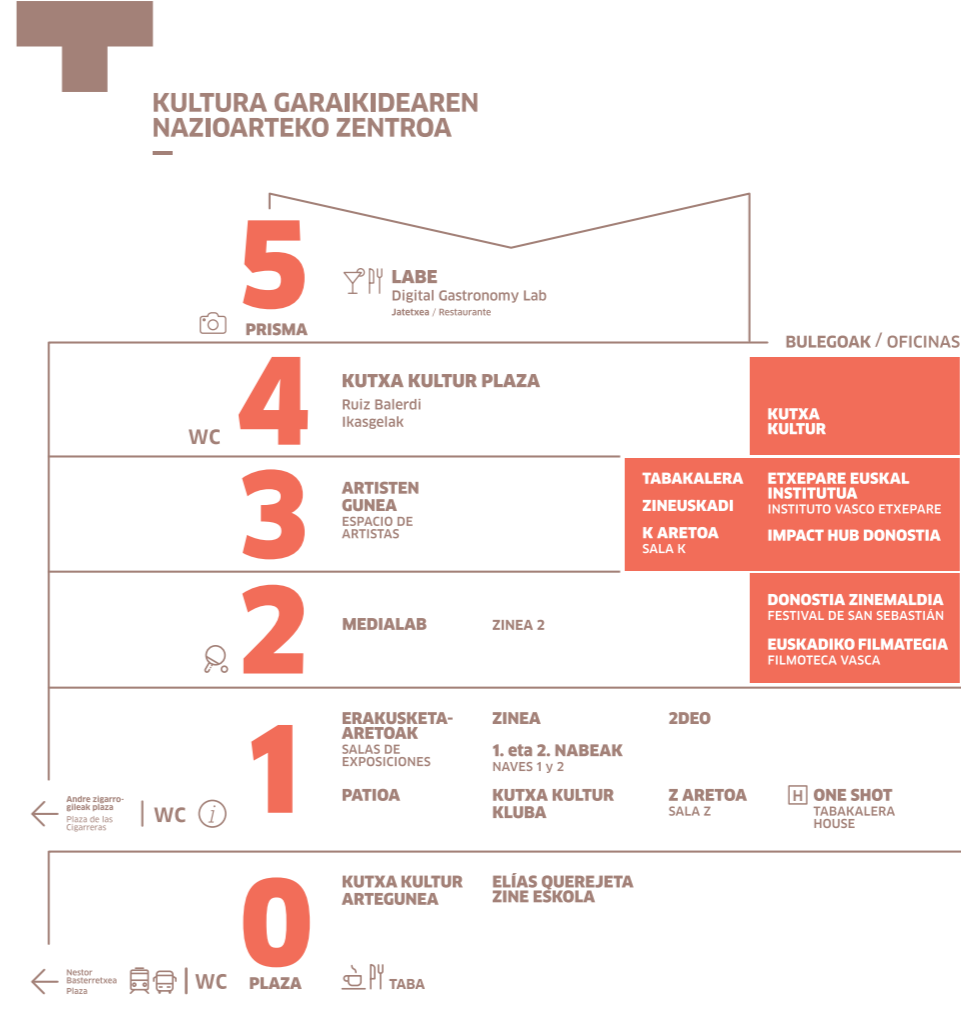 KULTURA GARAIKIDEAREN
NAZIOARTEKO ZENTROA
5
PRISMA
LABE
Digital Gastronomy Lab
Jatetxea / Restaurante
BULEGOAK / OFICINAS
4
WC
KUTXA KULTUR PLAZA
Ruiz Balerdi
Ikasgelak
KUTXA
KULTUR
3
ARTISTEN
GUNEA
ESPACIO DE
ARTISTAS
TABAKALERA
ZINEUSKADI
K ARETOA
SALA K
ETXEPARE EUSKAL
INSTITUTUA
INSTITUTO VASCO ETXEPARE
IMPACT HUB DONOSTIA
2
MEDIALAB
ZINEA 2
DONOSTIA ZINEMALDIA
FESTIVAL DE SAN SEBASTIÁN
EUSKADIKO FILMATEGIA
FILMOTECA VASCA
1
Andre zigarro-
gileak plaza
Plaza de las
Cigarreras
WC
i
ERAKUSKETA-
ARETOAK
SALAS DE
EXPOSICIONES
PATIOA
ZINEA
1. eta 2. NABEAK
NAVES 1 y 2
KUTXA KULTUR
KLUBA
2DEO
Z ARETOA
SALA Z
H ONE SHOT
TABAKALERA
HOUSE
0
PLAZA
Nestor
Basterretxea
Plaza
WC
KUTXA KULTUR
ARTEGUNEA
ELÍAS QUEREJETA
ZINE ESKOLA
TABA